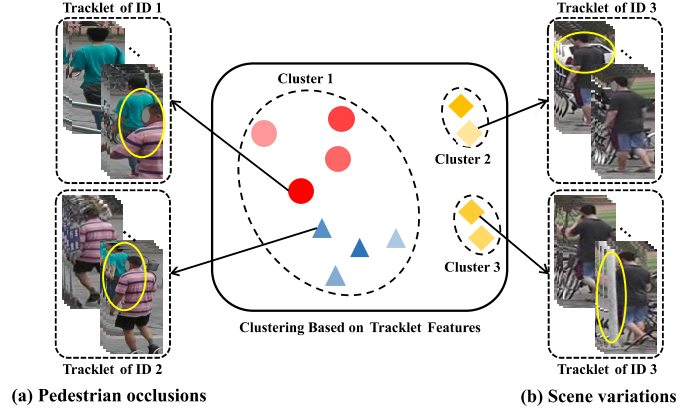 Tracklet of ID 1
Tracklet of ID 3
Cluster 1
Cluster 2
Cluster 3
Clustering Based on Tracklet Features
Tracklet of ID 2
Tracklet of ID 3
(a) Pedestrian occlusions
(b) Scene variations